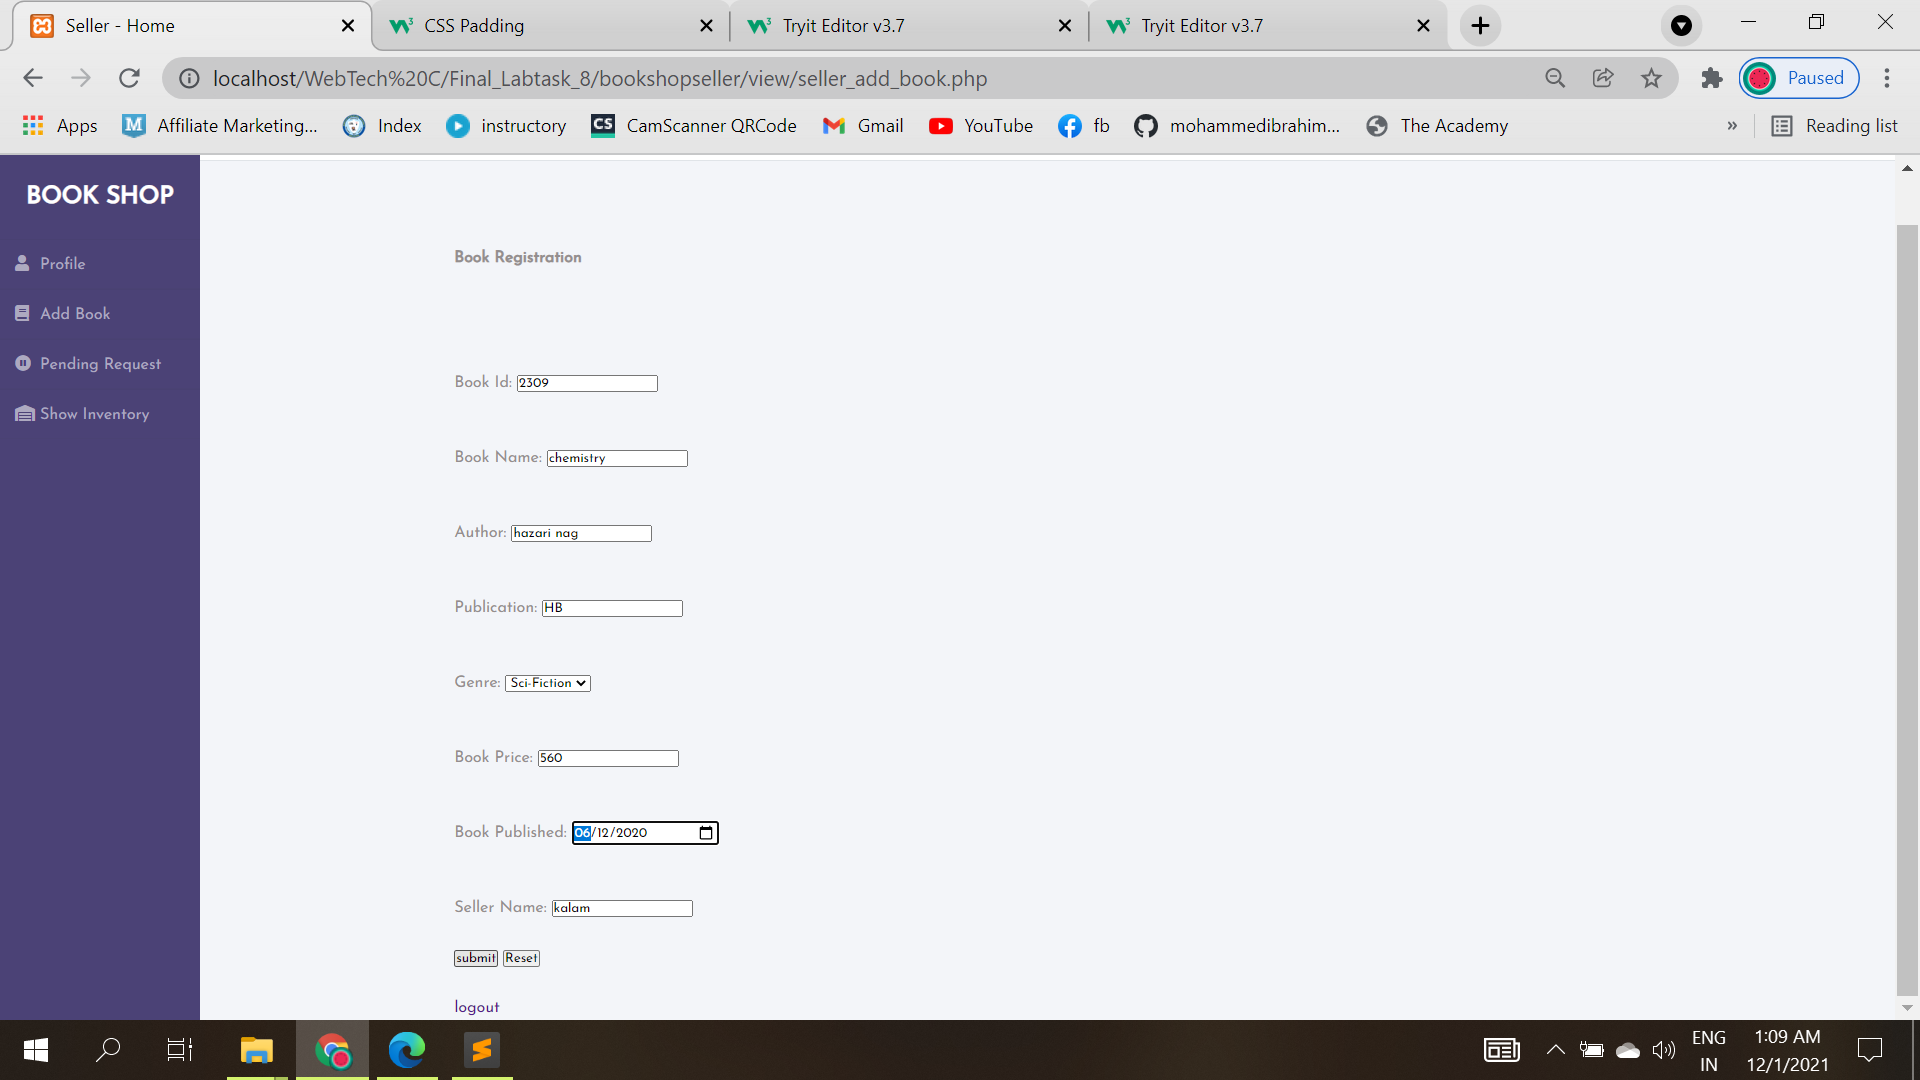 Seller - Home
CSS Padding
Tryit Editor v3.7
Tryit Editor v3.7
localhost/WebTech%20C/Final_Labtask_8/bookshopseller/view/seller_add_book.php
Paused
Apps
Affiliate Marketing...
Index
instructory
CS
CamScanner QRCode
Gmail
YouTube
fb
mohammedibrahim...
The Academy
»
Reading list
BOOK SHOP
Profile
Add Book
Pending Request
Show Inventory
Book Registration
Book Id: 2309
Book Name: chemistry
Author: hazari nag
Publication: HB
Genre: Sci-Fiction
Book Price: 560
Book Published: 06/12/2020
Seller Name: kalam
submit Reset
logout
ENG
IN
1:09 AM
12/1/2021